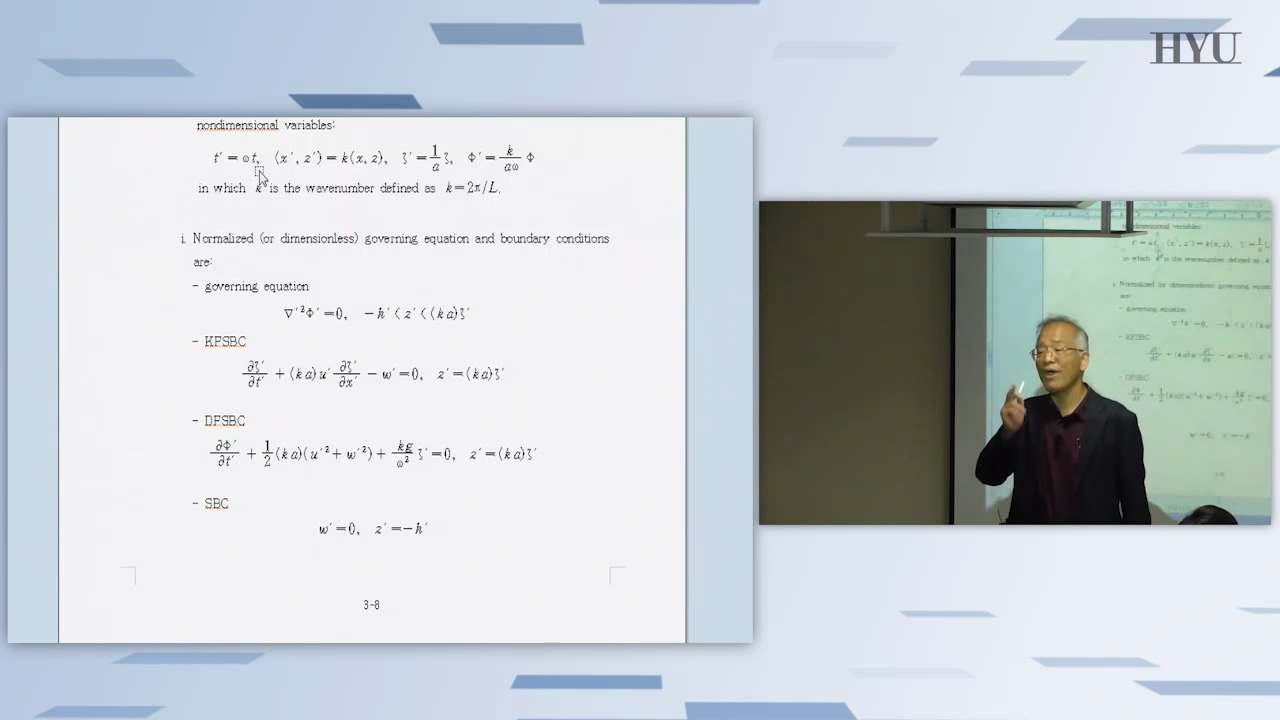 HYU
nondimensional variables:
t′ = ωt, (x′, z′) = k(x, z), ζ′ = 1/a ζ, Φ′ = k/aω Φ
in which k is the wavenumber defined as k = 2π/L.
i. Normalized (or dimensionless) governing equation and boundary conditions
are:
- governing equation
∇′²Φ′ = 0, −h′ < z′ < (ka)ζ′
- KFSBC
∂ζ′/∂t′ + (ka)u′ ∂ζ′/∂x′ − w′ = 0, z′ = (ka)ζ′
- DFSBC
∂Φ′/∂t′ + 1/2 (ka)(u′² + w′²) + kg/ω² ζ′ = 0, z′ = (ka)ζ′
- SBC
w′ = 0, z′ = −h′
3-8